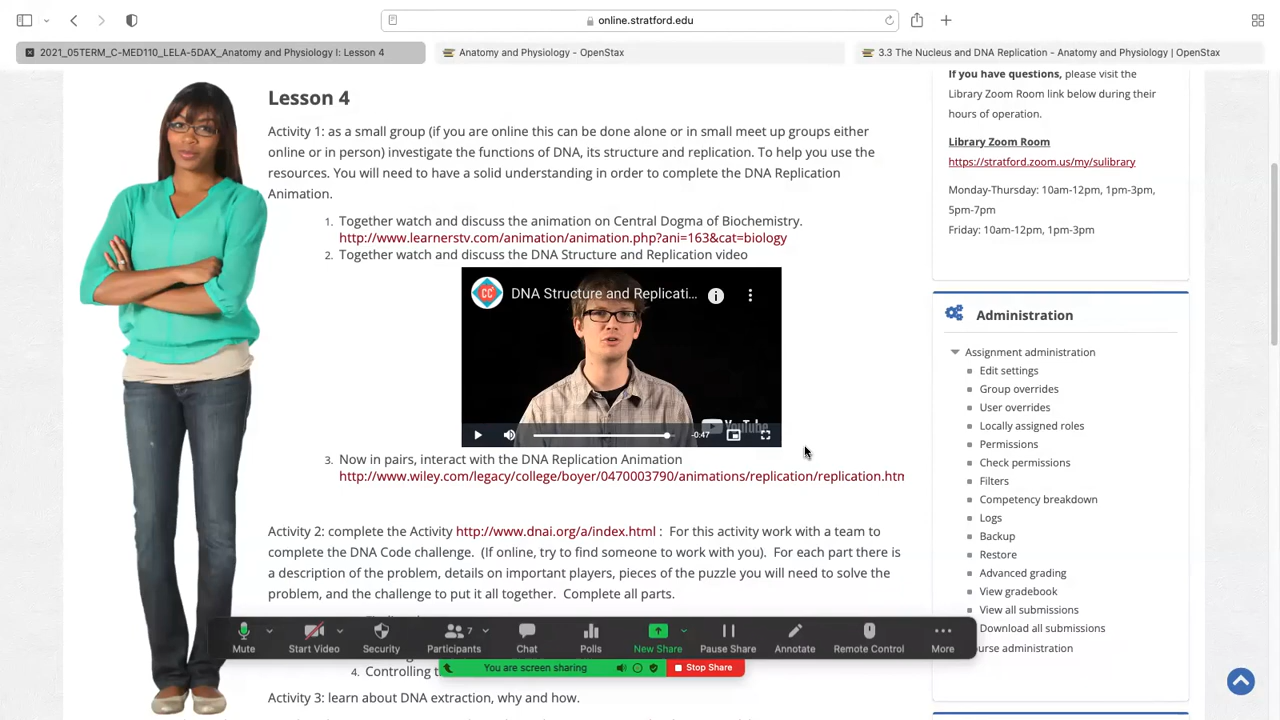 online.stratford.edu
2021_05TERM_C-MED110_LELA-5DAX_Anatomy and Physiology I: Lesson 4
Anatomy and Physiology - OpenStax
3.3 The Nucleus and DNA Replication - Anatomy and Physiology | OpenStax
Lesson 4
Activity 1: as a small group (if you are online this can be done alone or in small meet up groups either
online or in person) investigate the functions of DNA, its structure and replication. To help you use the
resources. You will need to have a solid understanding in order to complete the DNA Replication
Animation.
1. Together watch and discuss the animation on Central Dogma of Biochemistry.
http://www.learnerstv.com/animation/animation.php?ani=163&cat=biology
2. Together watch and discuss the DNA Structure and Replication video
CC
DNA Structure and Replicati...
YouTube
-0:47
3. Now in pairs, interact with the DNA Replication Animation
http://www.wiley.com/legacy/college/boyer/0470003790/animations/replication/replication.htm
Activity 2: complete the Activity http://www.dnai.org/a/index.html : For this activity work with a team to
complete the DNA Code challenge. (If online, try to find someone to work with you). For each part there is
a description of the problem, details on important players, pieces of the puzzle you will need to solve the
problem, and the challenge to put it all together. Complete all parts.
4. Controlling t
Activity 3: learn about DNA extraction, why and how.
If you have questions, please visit the
Library Zoom Room link below during their
hours of operation.
Library Zoom Room
https://stratford.zoom.us/my/sulibrary
Monday-Thursday: 10am-12pm, 1pm-3pm,
5pm-7pm
Friday: 10am-12pm, 1pm-3pm
Administration
Assignment administration
Edit settings
Group overrides
User overrides
Locally assigned roles
Permissions
Check permissions
Filters
Competency breakdown
Logs
Backup
Restore
Advanced grading
View gradebook
View all submissions
Download all submissions
ourse administration
Mute
Start Video
Security
Participants 7
Chat
Polls
New Share
Pause Share
Annotate
Remote Control
More
You are screen sharing
Stop Share